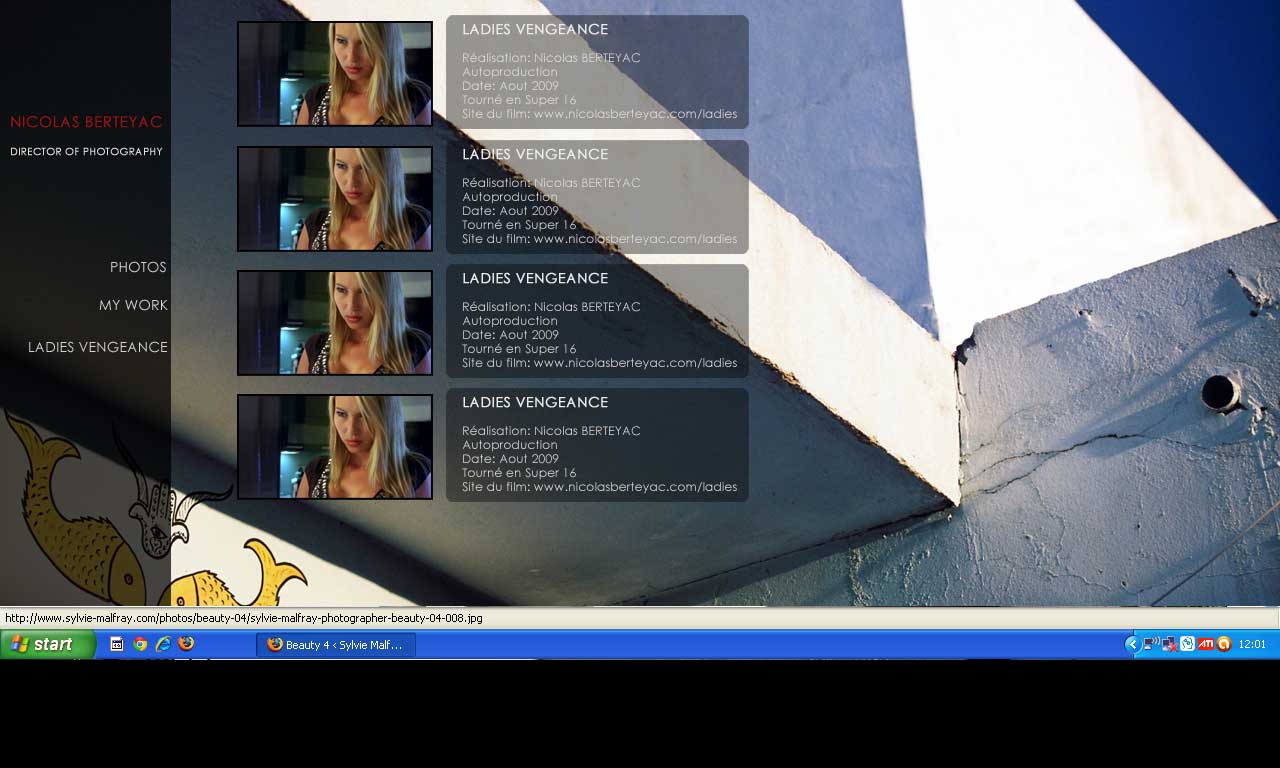 NICOLAS BERTEYAC
DIRECTOR OF PHOTOGRAPHY
PHOTOS
MY WORK
LADIES VENGEANCE
LADIES VENGEANCE
Réalisation: Nicolas BERTEYAC
Autoproduction
Date: Aout 2009
Tourné en Super 16
Site du film: www.nicolasberteyac.com/ladies
LADIES VENGEANCE
Réalisation: Nicolas BERTEYAC
Autoproduction
Date: Aout 2009
Tourné en Super 16
Site du film: www.nicolasberteyac.com/ladies
LADIES VENGEANCE
Réalisation: Nicolas BERTEYAC
Autoproduction
Date: Aout 2009
Tourné en Super 16
Site du film: www.nicolasberteyac.com/ladies
LADIES VENGEANCE
Réalisation: Nicolas BERTEYAC
Autoproduction
Date: Aout 2009
Tourné en Super 16
Site du film: www.nicolasberteyac.com/ladies
http://www.sylvie-malfray.com/photos/beauty-04/sylvie-malfray-photographer-beauty-04-008.jpg
start
Beauty 4 ‹ Sylvie Malf...
ATI
12:01